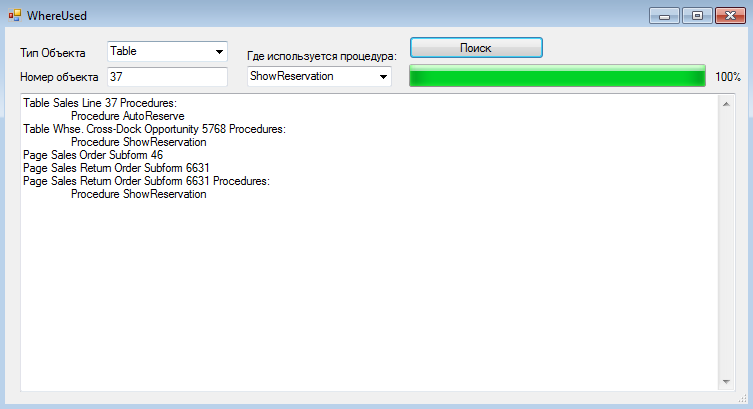 WhereUsed
Тип Объекта
Table
Где используется процедура:
Поиск
Номер объекта
37
ShowReservation
100%
Table Sales Line 37 Procedures:
Procedure AutoReserve
Table Whse. Cross-Dock Opportunity 5768 Procedures:
Procedure ShowReservation
Page Sales Order Subform 46
Page Sales Return Order Subform 6631
Page Sales Return Order Subform 6631 Procedures:
Procedure ShowReservation